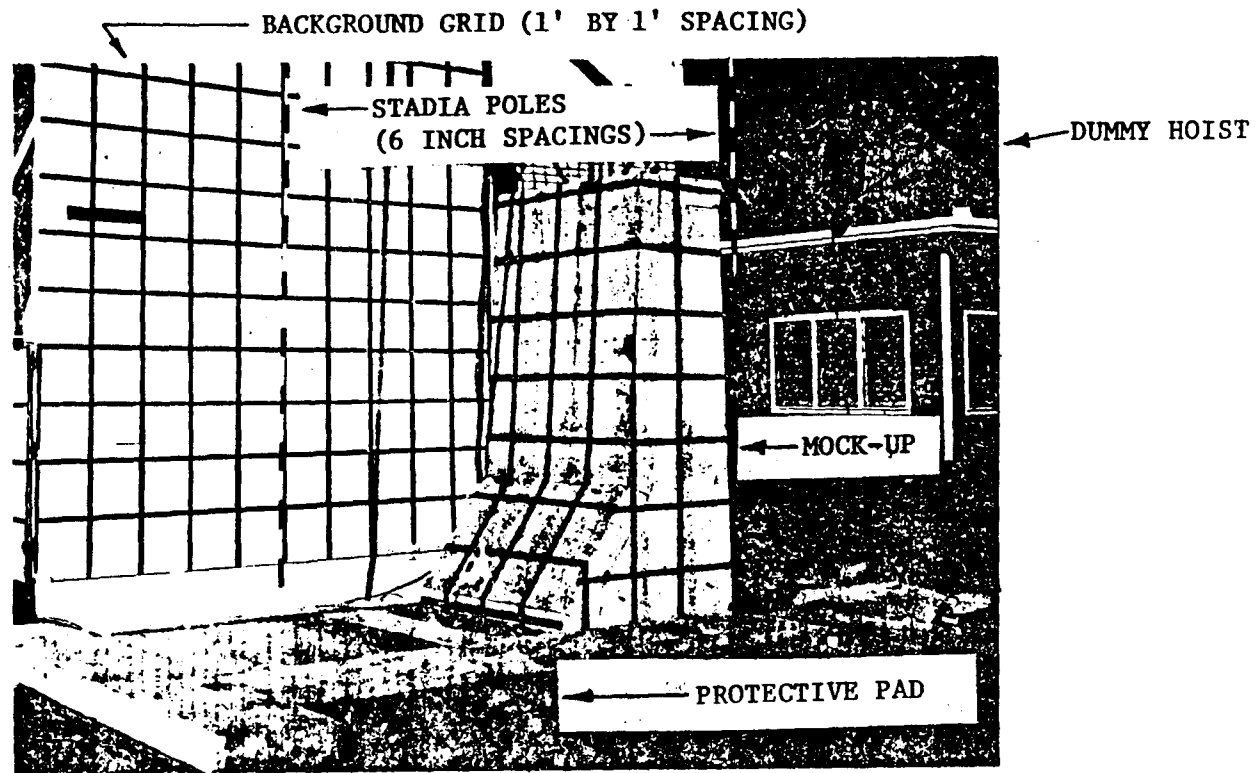 BACKGROUND GRID (1' BY 1' SPACING)
STADIA POLES
(6 INCH SPACINGS)
DUMMY HOIST
MOCK-UP
PROTECTIVE PAD